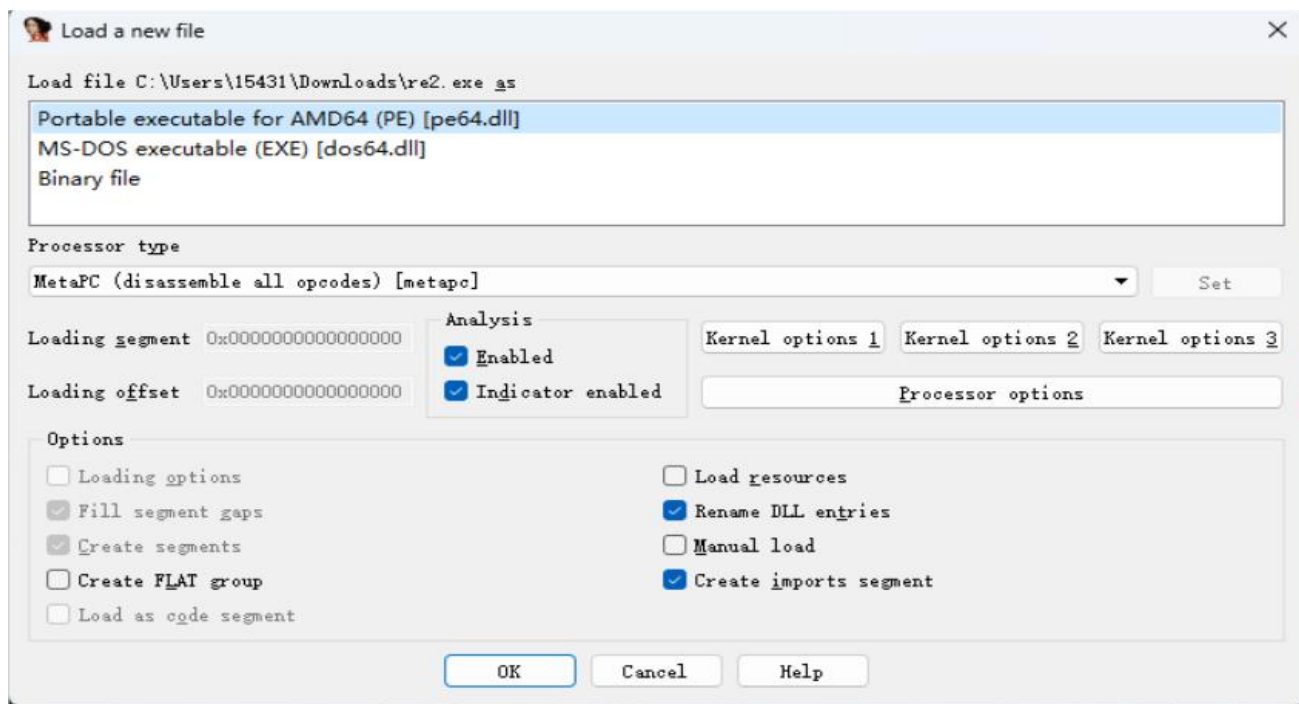 Load a new file
Load file C:\Users\15431\Downloads\re2.exe as
Portable executable for AMD64 (PE) [pe64.dll]
MS-DOS executable (EXE) [dos64.dll]
Binary file
Processor type
MetaPC (disassemble all opcodes) [metapc]
Set
Loading segment 0x0000000000000000
Loading offset 0x0000000000000000
Analysis
Enabled
Indicator enabled
Kernel options 1
Kernel options 2
Kernel options 3
Processor options
Options
Loading options
Fill segment gaps
Create segments
Create FLAT group
Load as code segment
Load resources
Rename DLL entries
Manual load
Create imports segment
OK
Cancel
Help